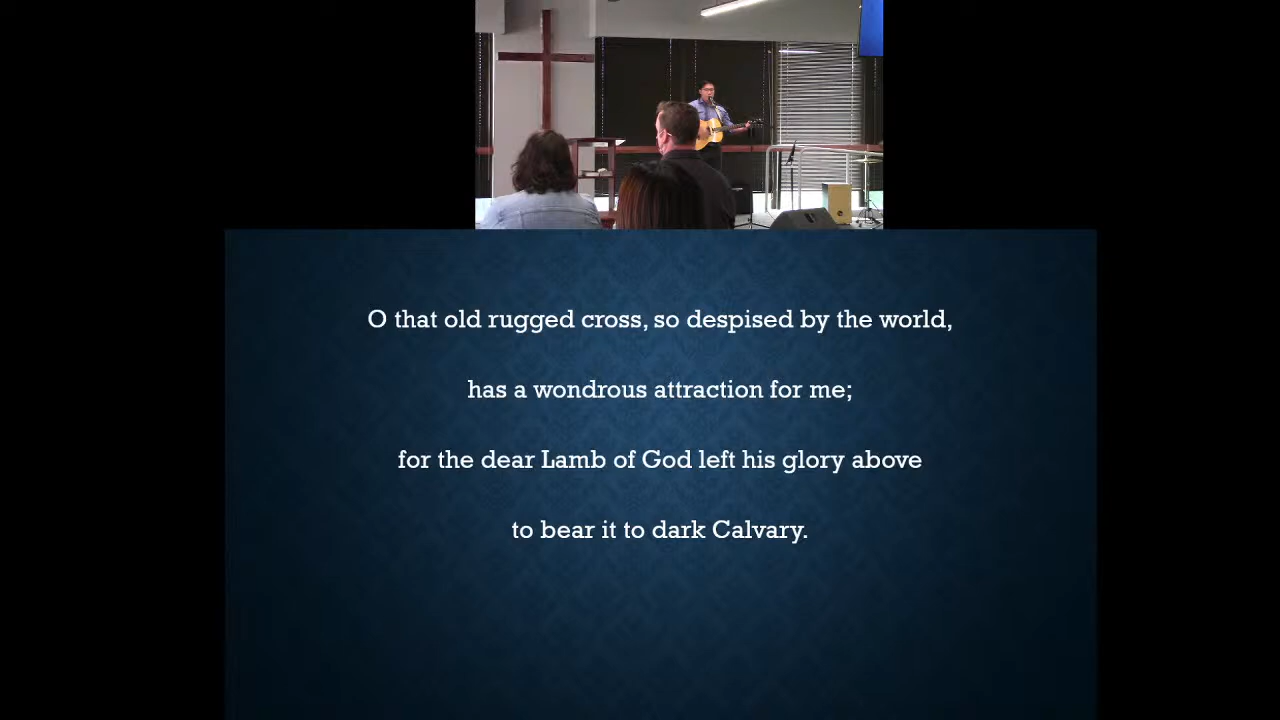 O that old rugged cross, so despised by the world,
has a wondrous attraction for me;
for the dear Lamb of God left his glory above
to bear it to dark Calvary.